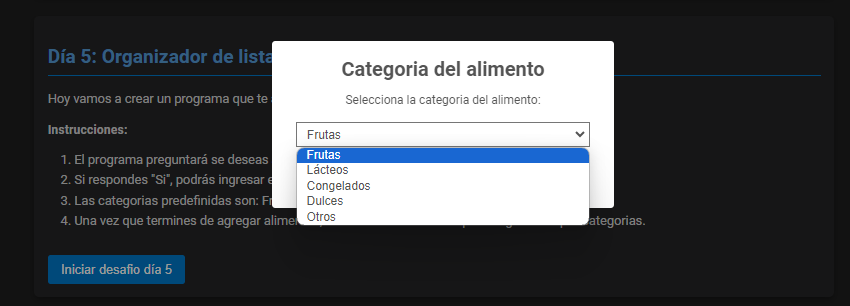 Día 5: Organizador de lista
Hoy vamos a crear un programa que te
Instrucciones:
1. El programa preguntará se deseas
2. Si respondes "Si", podrás ingresar
3. Las categorias predefinidas son:
4. Una vez que termines de agregar categorias.
Iniciar desafio día 5
Categoria del alimento
Selecciona la categoria del alimento:
Frutas
Frutas
Lácteos
Congelados
Dulces
Otros